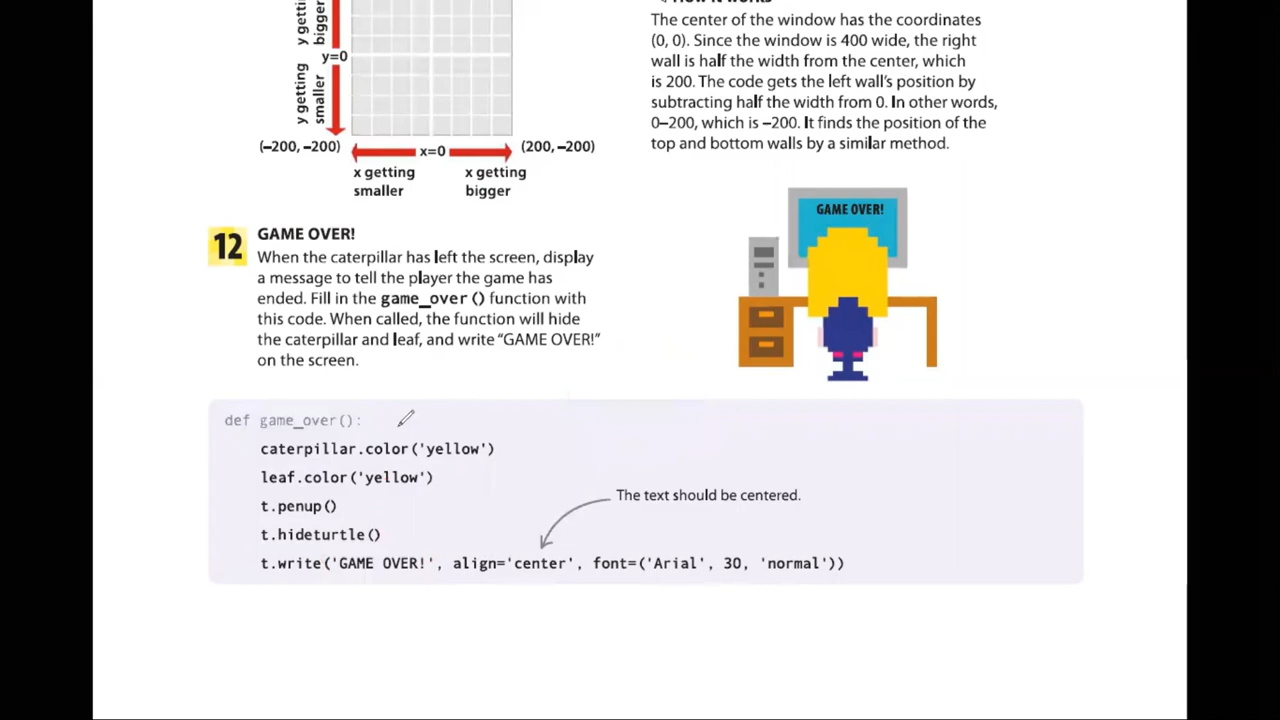 y getting
bigger
y=0
y getting
smaller
(–200, –200)
x=0
(200, –200)
x getting
smaller
x getting
bigger
The center of the window has the coordinates
(0, 0). Since the window is 400 wide, the right
wall is half the width from the center, which
is 200. The code gets the left wall’s position by
subtracting half the width from 0. In other words,
0–200, which is –200. It finds the position of the
top and bottom walls by a similar method.
GAME OVER!
12
GAME OVER!
When the caterpillar has left the screen, display
a message to tell the player the game has
ended. Fill in the game_over () function with
this code. When called, the function will hide
the caterpillar and leaf, and write “GAME OVER!”
on the screen.
def game_over():
caterpillar.color('yellow')
leaf.color('yellow')
t.penup()
The text should be centered.
t.hideturtle()
t.write('GAME OVER!', align='center', font=('Arial', 30, 'normal'))